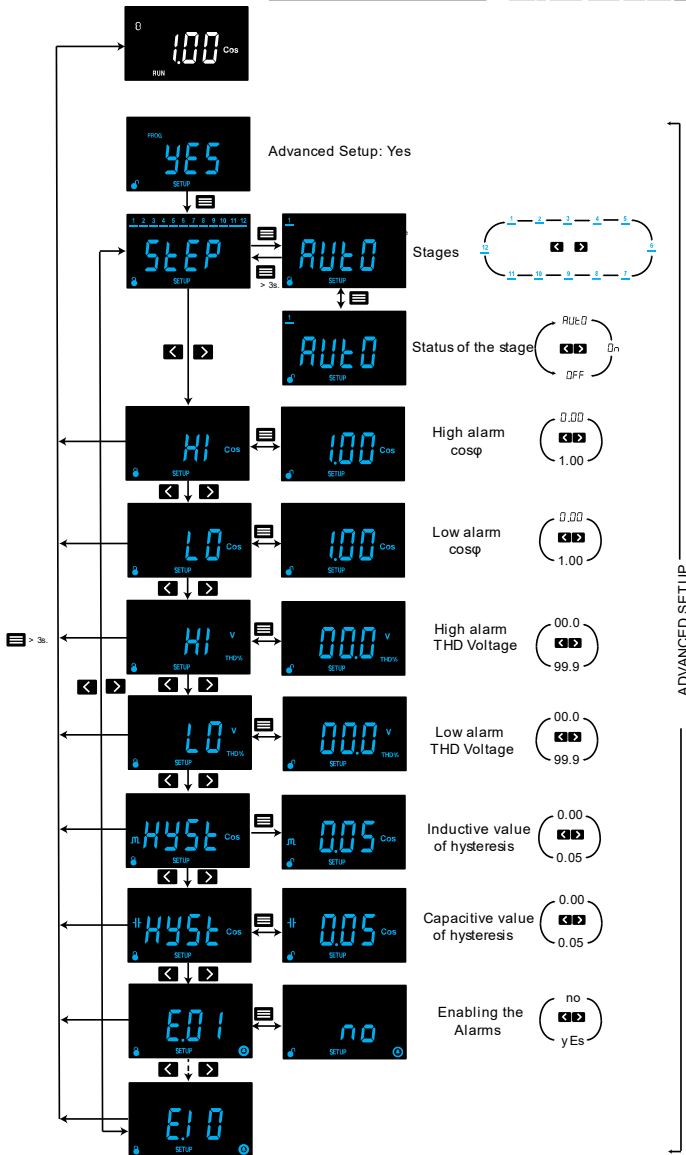 0
1.00 Cos
RUN
PROG
YES
SETUP
Advanced Setup: Yes
1 2 3 4 5 6 7 8 9 10 11 12
StEP
SETUP
> 3s.
1
AUtO
SETUP
Stages
1 2 3 4 5
12 6
11 10 9 8 7
1
AUtO
SETUP
Status of the stage
AUtO
On
OFF
HI Cos
SETUP
1.00 Cos
SETUP
High alarm
cosφ
0.00
1.00
LO Cos
SETUP
1.00 Cos
SETUP
Low alarm
cosφ
0.00
1.00
> 3s.
HI V
THD%
SETUP
00.0 V
THD%
SETUP
High alarm
THD Voltage
00.0
99.9
LO V
THD%
SETUP
00.0 V
THD%
SETUP
Low alarm
THD Voltage
00.0
99.9
HYSt Cos
SETUP
0.05 Cos
SETUP
Inductive value
of hysteresis
0.00
0.05
HYSt Cos
SETUP
0.05 Cos
SETUP
Capacitive value
of hysteresis
0.00
0.05
E.01
SETUP
no
SETUP
Enabling the
Alarms
no
yEs
E.10
SETUP
ADVANCED SETUP